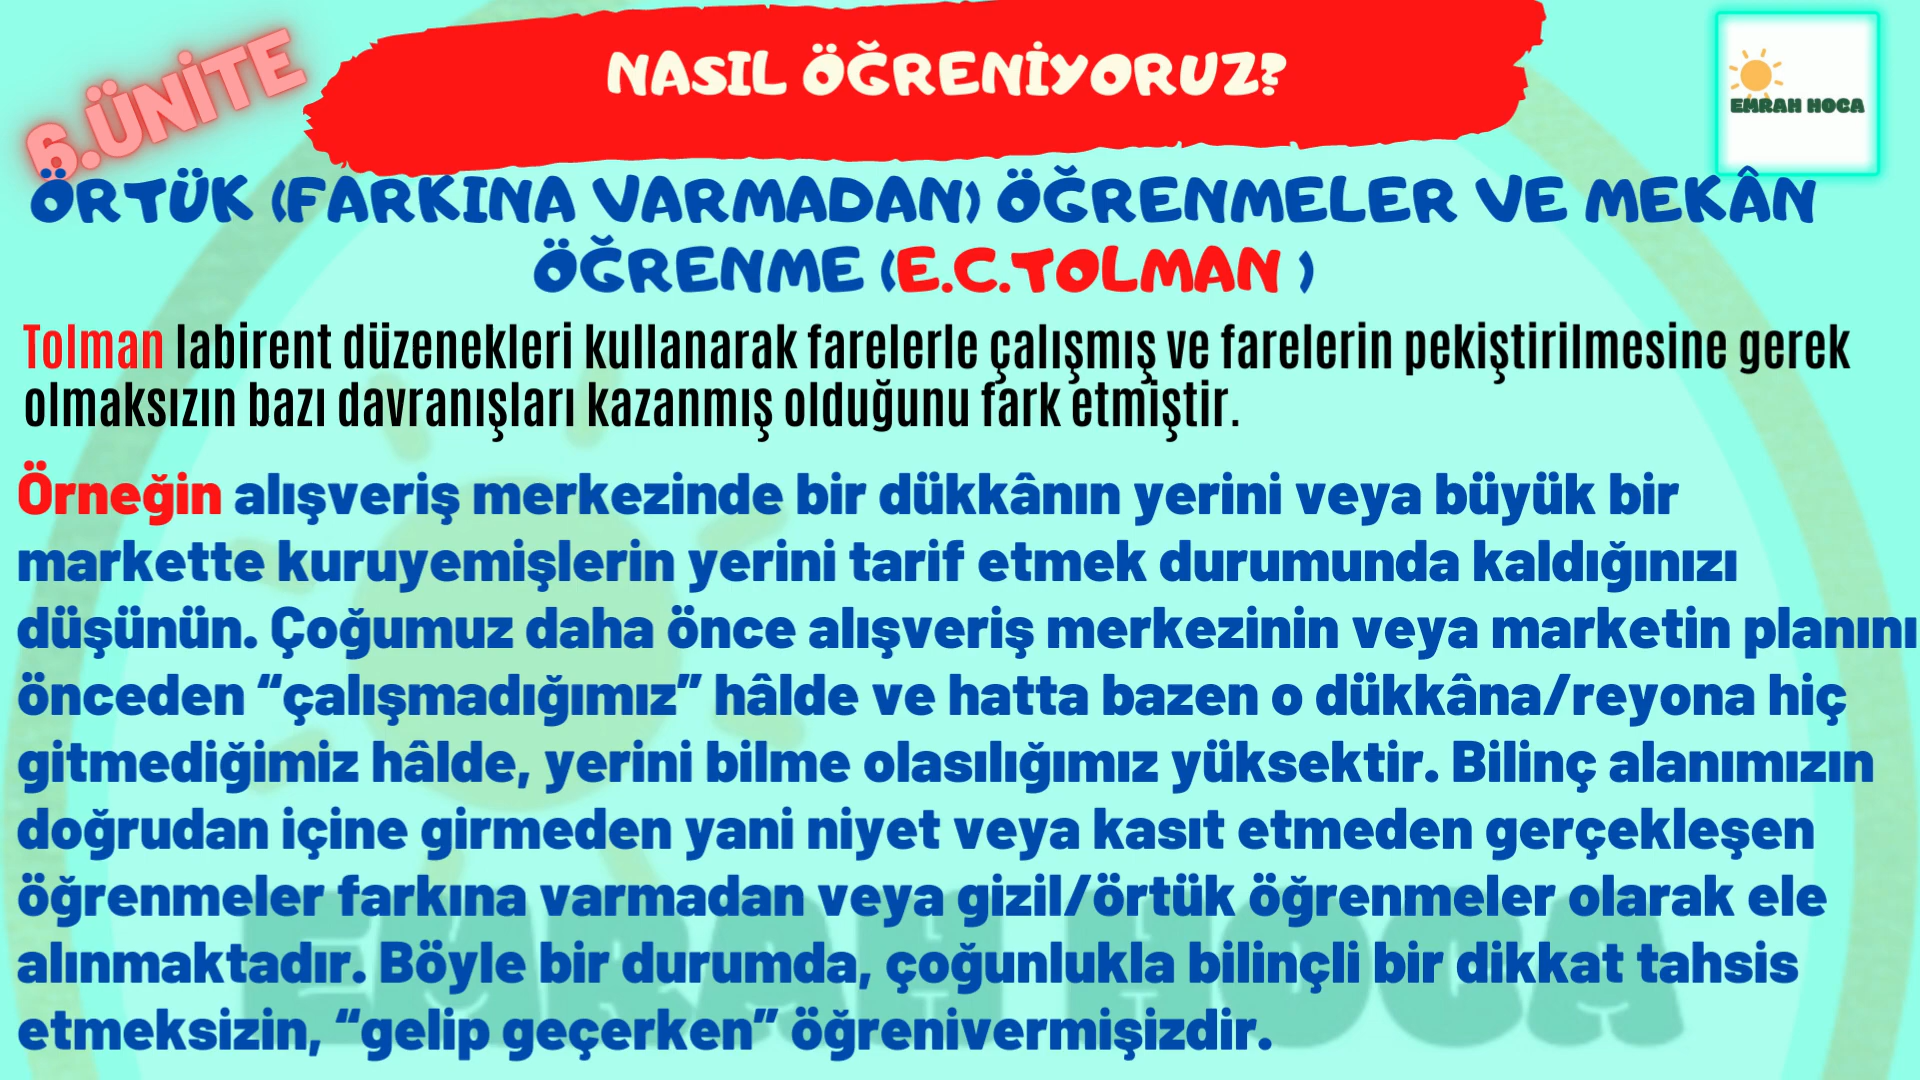 6.ÜNİTE
NASIL ÖĞRENİYORUZ?
EMRAH HOCA
ÖRTÜK (FARKINA VARMADAN) ÖĞRENMELER VE MEKÂN
ÖĞRENME (E.C.TOLMAN )
Tolman labirent düzenekleri kullanarak farelerle çalışmış ve farelerin pekiştirilmesine gerek
olmaksızın bazı davranışları kazanmış olduğunu fark etmiştir.
Örneğin alışveriş merkezinde bir dükkânın yerini veya büyük bir
markette kuruyemişlerin yerini tarif etmek durumunda kaldığınızı
düşünün. Çoğumuz daha önce alışveriş merkezinin veya marketin planını
önceden “çalışmadığımız” hâlde ve hatta bazen o dükkâna/reyona hiç
gitmediğimiz hâlde, yerini bilme olasılığımız yüksektir. Bilinç alanımızın
doğrudan içine girmeden yani niyet veya kasıt etmeden gerçekleşen
öğrenmeler farkına varmadan veya gizil/örtük öğrenmeler olarak ele
alınmaktadır. Böyle bir durumda, çoğunlukla bilinçli bir dikkat tahsis
etmeksizin, “gelip geçerken” öğrenivermişizdir.
EMRAH HOCA